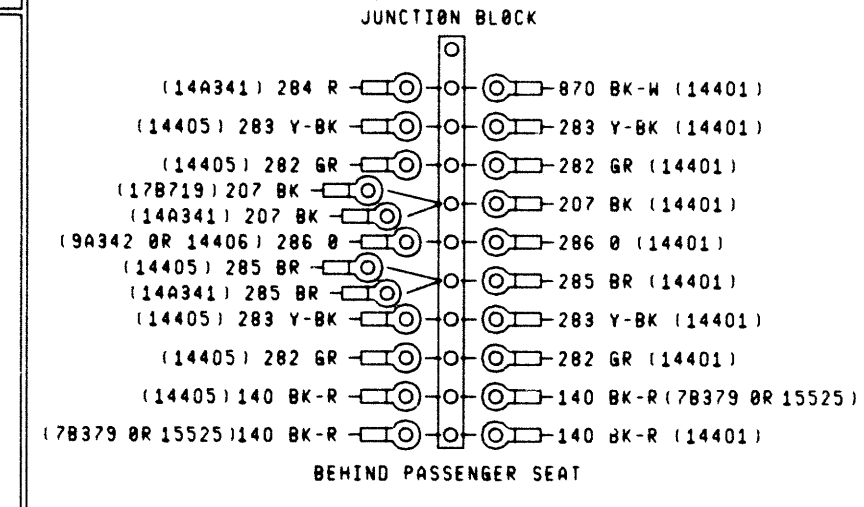 JUNCTION BLOCK
(14A341) 284 R 870 BK-W (14401)
(14405) 283 Y-BK 283 Y-BK (14401)
(14405) 282 GR 282 GR (14401)
(17B719) 207 BK
207 BK (14401)
(14A341) 207 BK
(9A342 OR 14406) 286 O 286 O (14401)
(14405) 285 BR
285 BR (14401)
(14A341) 285 BR
(14405) 283 Y-BK 283 Y-BK (14401)
(14405) 282 GR 282 GR (14401)
(14405) 140 BK-R 140 BK-R (7B379 OR 15525)
(7B379 OR 15525) 140 BK-R 140 BK-R (14401)
BEHIND PASSENGER SEAT